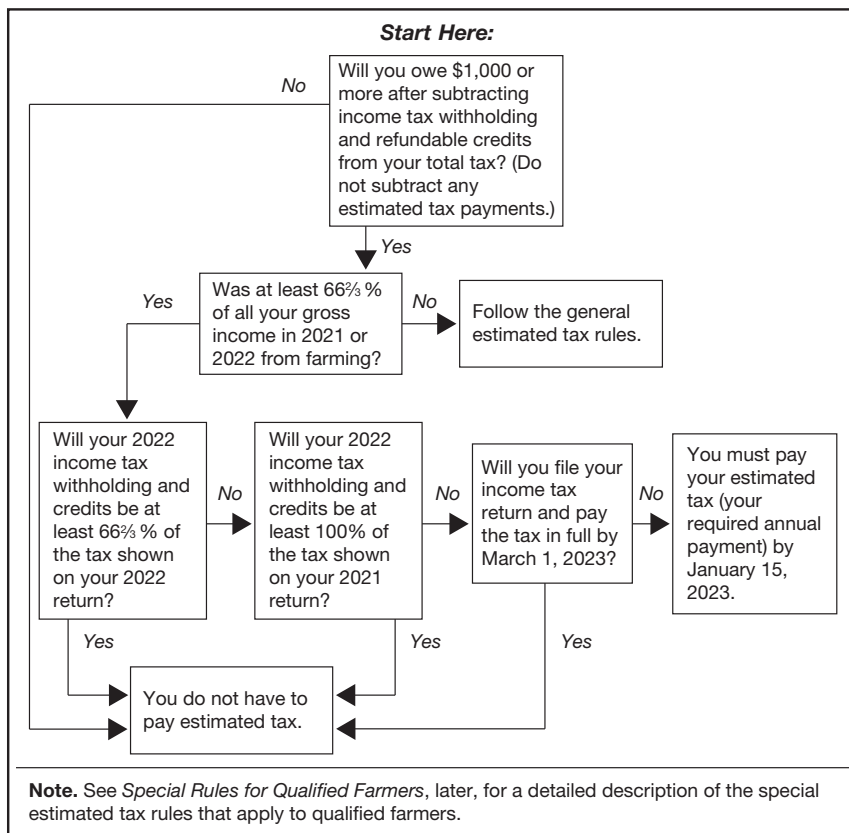 Start Here:
No
Will you owe $1,000 or
more after subtracting
income tax withholding
and refundable credits
from your total tax? (Do
not subtract any
estimated tax payments.)
Yes
Yes
Was at least 66⅔ %
of all your gross
income in 2021 or
2022 from farming?
No
Follow the general
estimated tax rules.
Will your 2022
income tax
withholding and
credits be at
least 66⅔ % of
the tax shown
on your 2022
return?
No
Will your 2022
income tax
withholding and
credits be at
least 100% of
the tax shown
on your 2021
return?
No
Will you file your
income tax
return and pay
the tax in full by
March 1, 2023?
No
You must pay
your estimated
tax (your
required annual
payment) by
January 15,
2023.
Yes
Yes
Yes
You do not have to
pay estimated tax.
Note. See Special Rules for Qualified Farmers, later, for a detailed description of the special
estimated tax rules that apply to qualified farmers.